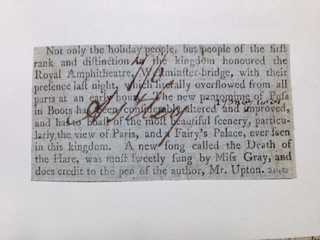 Not only the holiday people, but people of the first
rank and distinction of the kingdom honoured the
Royal Amphitheatre, Westminster-bridge, with their
presence last night, which literally overflowed from all
parts at an early hour. The new pantomime of Puss
in Boots has been considerably altered and improved,
and has to boast of the most beautiful scenery, particu-
larly the view of Paris, and a Fairy's Palace, ever seen
in this kingdom. A new song called the Death of
the Hare, was most sweetly sung by Miss Gray, and
does credit to the pen of the author, Mr. Upton.